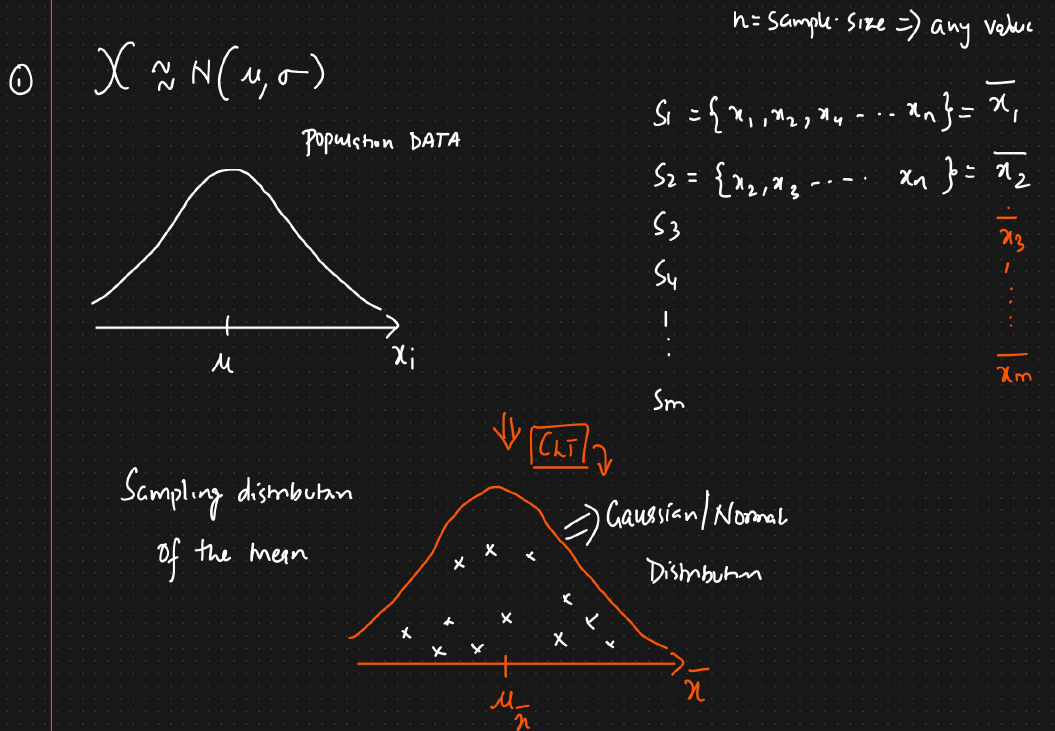 n = sample size ⇒ any value
① X ≈ N(μ, σ)
Population DATA
μ
xi
S1 = {x1, x2, x4 - - - - xn} = x̄1
S2 = {x2, x3 - - - - - xn} = x̄2
S3 x̄3
S4
Sm x̄m
CLT
Sampling distribution
of the mean
⇒ Gaussian/Normal
Distribution
μx̄
x̄